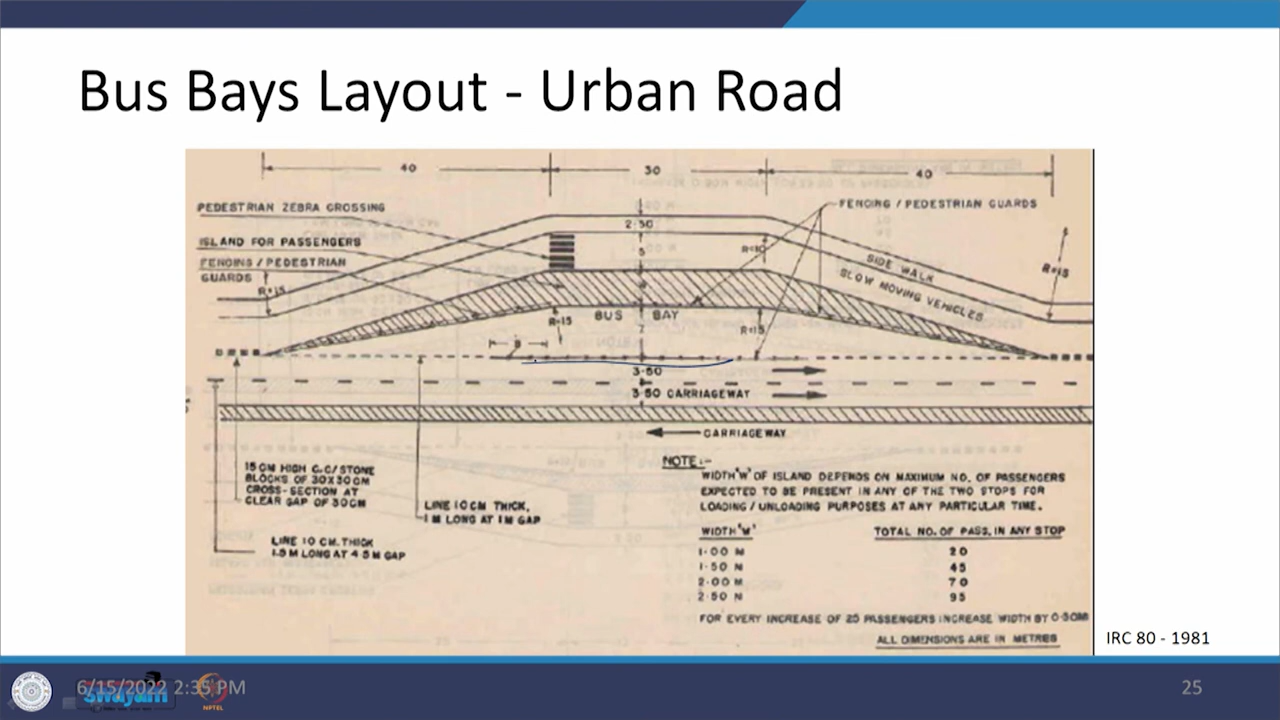 Bus Bays Layout - Urban Road
40
30
40
PEDESTRIAN ZEBRA CROSSING
ISLAND FOR PASSENGERS
FENCING / PEDESTRIAN
GUARDS
R=15
2·50
5
R=10
FENCING / PEDESTRIAN GUARDS
SIDE WALK
SLOW MOVING VEHICLES
R=15
R=15
BUS BAY
R=15
3·50
3·50 CARRIAGEWAY
CARRIAGEWAY
15 CM HIGH C.C/STONE
BLOCKS OF 30X30 CM
CROSS-SECTION AT
CLEAR GAP OF 50CM
LINE 10 CM THICK,
1 M LONG AT 1 M GAP
LINE 10 CM. THICK
1.5 M LONG AT 4·5 M GAP
NOTE:-
WIDTH 'W' OF ISLAND DEPENDS ON MAXIMUM NO. OF PASSENGERS
EXPECTED TO BE PRESENT IN ANY OF THE TWO STOPS FOR
LOADING / UNLOADING PURPOSES AT ANY PARTICULAR TIME.
WIDTH 'W' TOTAL NO. OF PASS. IN ANY STOP
1·00 M 20
1·50 M 45
2·00 M 70
2·50 M 95
FOR EVERY INCREASE OF 25 PASSENGERS INCREASE WIDTH BY 0·50M
ALL DIMENSIONS ARE IN METRES
IRC 80 - 1981
6/15/2022 2:35 PM
swayam
NPTEL
25